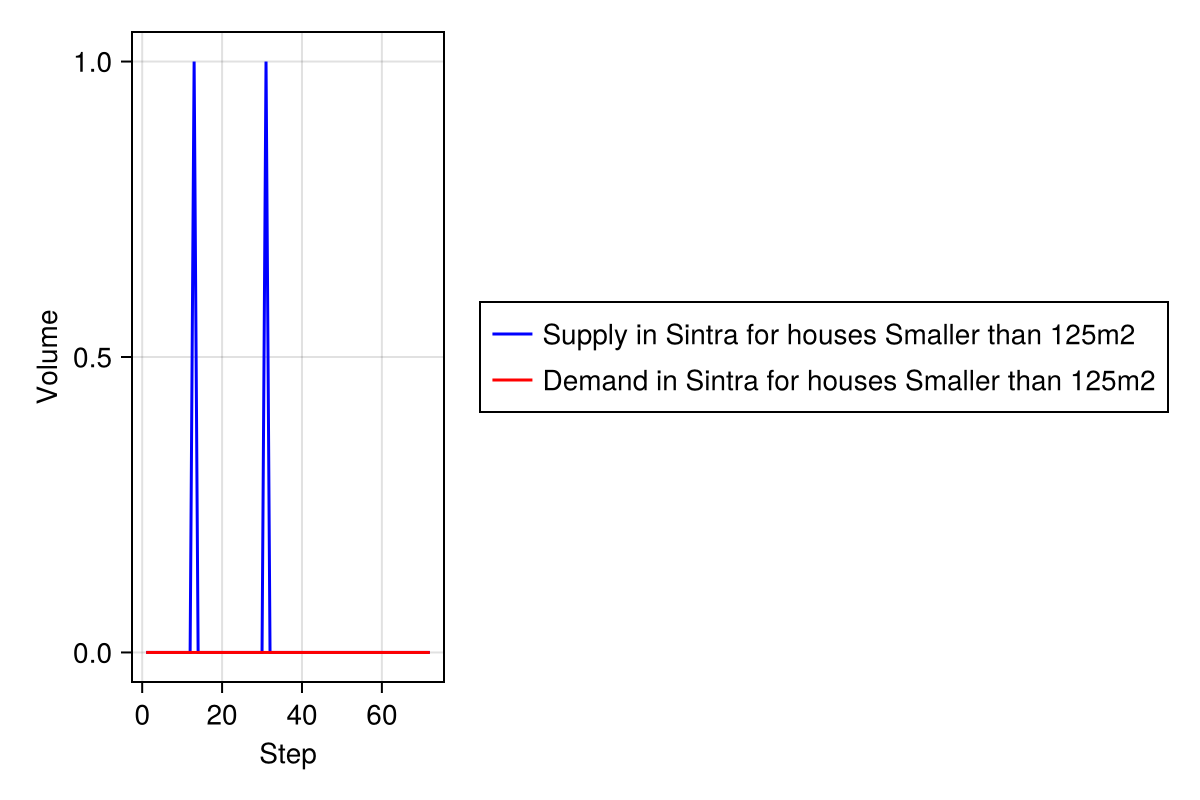 1.0
0.5
0.0
Volume
0 20 40 60
Step
Supply in Sintra for houses Smaller than 125m2
Demand in Sintra for houses Smaller than 125m2